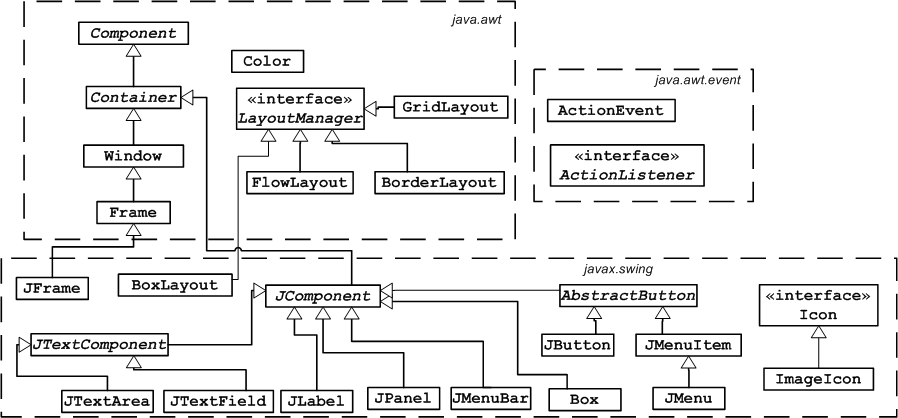 java.awt
Component
Color
java.awt.event
Container
«interface»
LayoutManager
GridLayout
ActionEvent
Window
«interface»
ActionListener
FlowLayout
BorderLayout
Frame
javax.swing
JFrame
BoxLayout
JComponent
AbstractButton
«interface»
Icon
JTextComponent
JButton
JMenuItem
ImageIcon
JTextArea
JTextField
JLabel
JPanel
JMenuBar
Box
JMenu